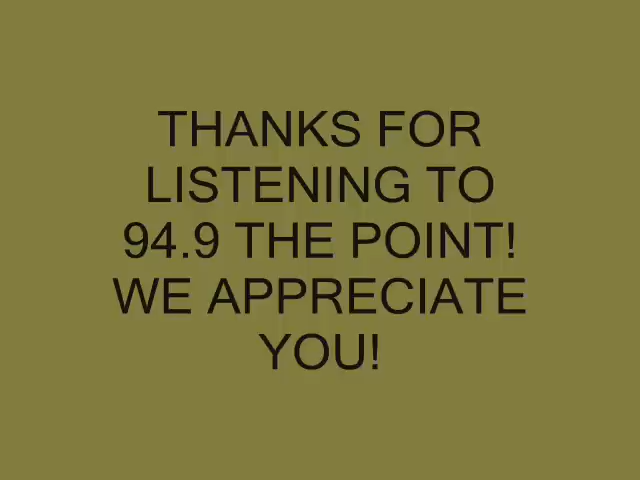 THANKS FOR
LISTENING TO
94.9 THE POINT!
WE APPRECIATE
YOU!